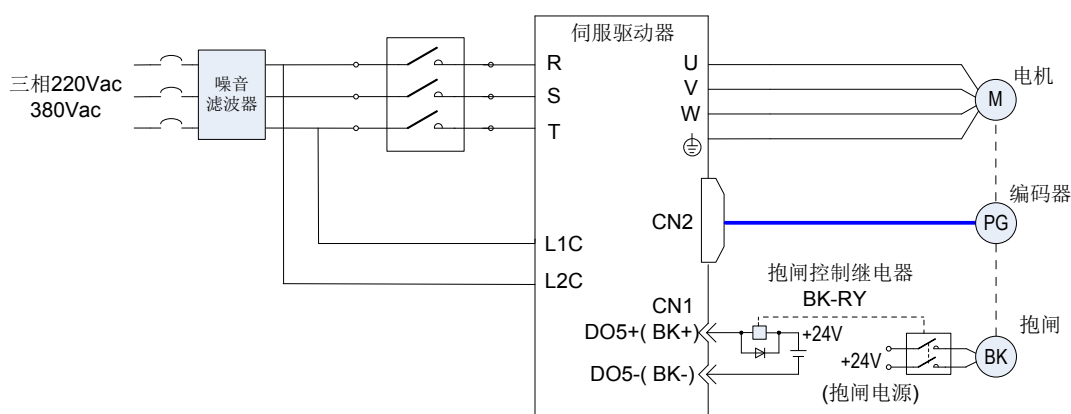 伺服驱动器
三相220Vac
380Vac
噪音
滤波器
R
S
T
U
V
W
电机
M
CN2
编码器
PG
L1C
L2C
CN1
抱闸控制继电器
BK-RY
DO5+( BK+)
+24V
DO5-( BK-)
+24V
(抱闸电源)
抱闸
BK